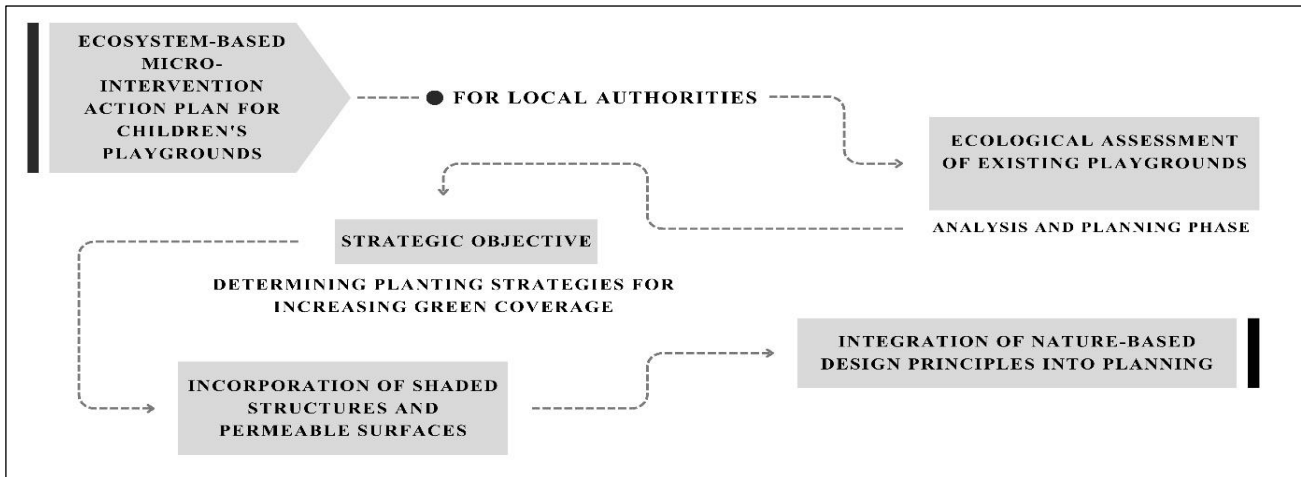 ECOSYSTEM-BASED
MICRO-
INTERVENTION
ACTION PLAN FOR
CHILDREN'S
PLAYGROUNDS
FOR LOCAL AUTHORITIES
ECOLOGICAL ASSESSMENT
OF EXISTING PLAYGROUNDS
ANALYSIS AND PLANNING PHASE
STRATEGIC OBJECTIVE
DETERMINING PLANTING STRATEGIES FOR
INCREASING GREEN COVERAGE
INCORPORATION OF SHADED
STRUCTURES AND
PERMEABLE SURFACES
INTEGRATION OF NATURE-BASED
DESIGN PRINCIPLES INTO PLANNING